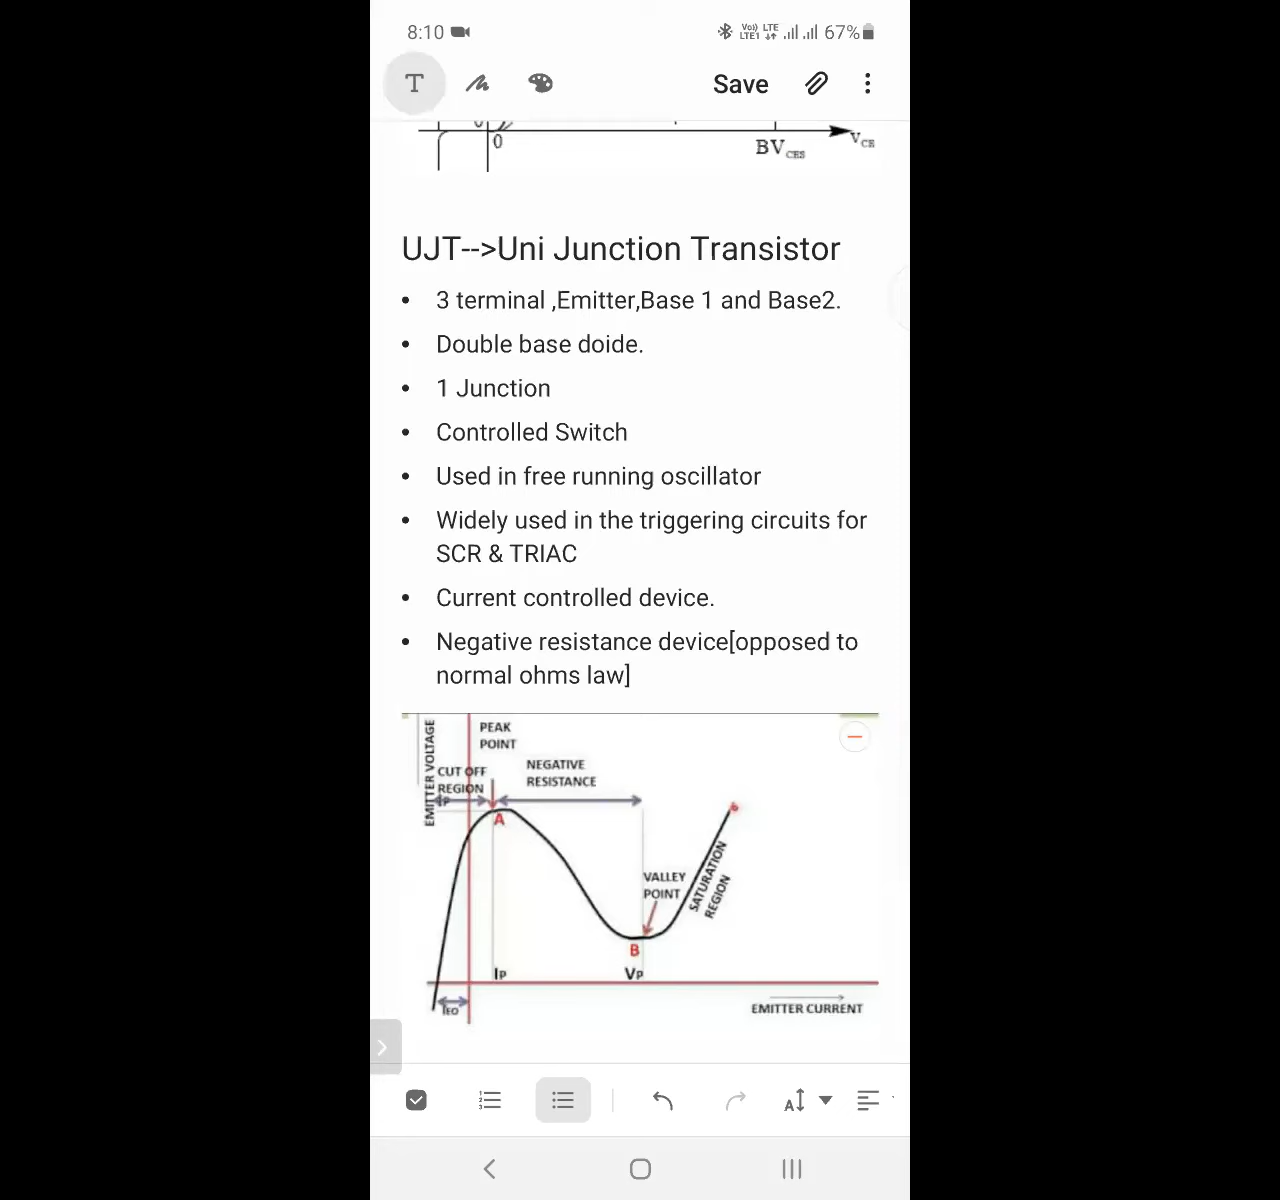 8:10
Vo)) LTE
LTE1
67%
T
Save
0
BVCES
VCE
UJT-->Uni Junction Transistor
• 3 terminal ,Emitter,Base 1 and Base2.
• Double base doide.
• 1 Junction
• Controlled Switch
• Used in free running oscillator
• Widely used in the triggering circuits for
SCR & TRIAC
• Current controlled device.
• Negative resistance device[opposed to
normal ohms law]
EMITTER VOLTAGE
PEAK
POINT
CUT OFF
REGION
NEGATIVE
RESISTANCE
A
VALLEY
POINT
SATURATION
REGION
B
IP
VP
IEO
EMITTER CURRENT